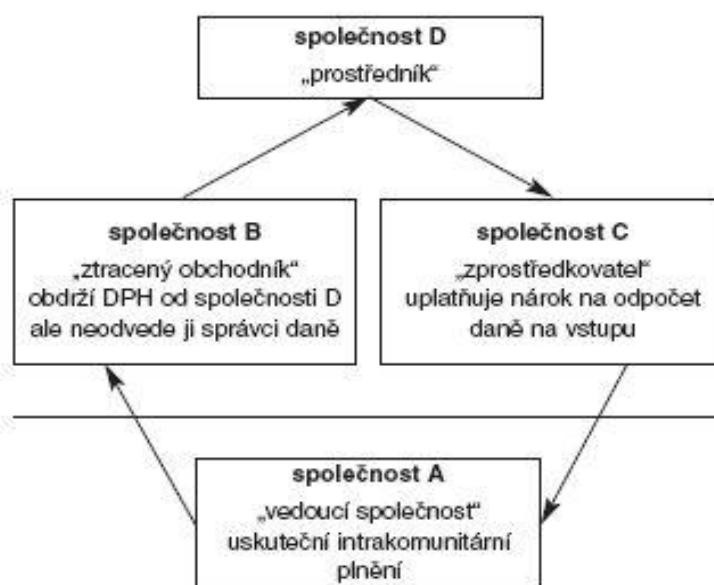 společnost D
„prostředník“
společnost B
„ztracený obchodník“
obdrží DPH od společnosti D
ale neodvede ji správci daně
společnost C
„zprostředkovatel“
uplatňuje nárok na odpočet
daně na vstupu
společnost A
„vedoucí společnost“
uskuteční intrakomunitární
plnění